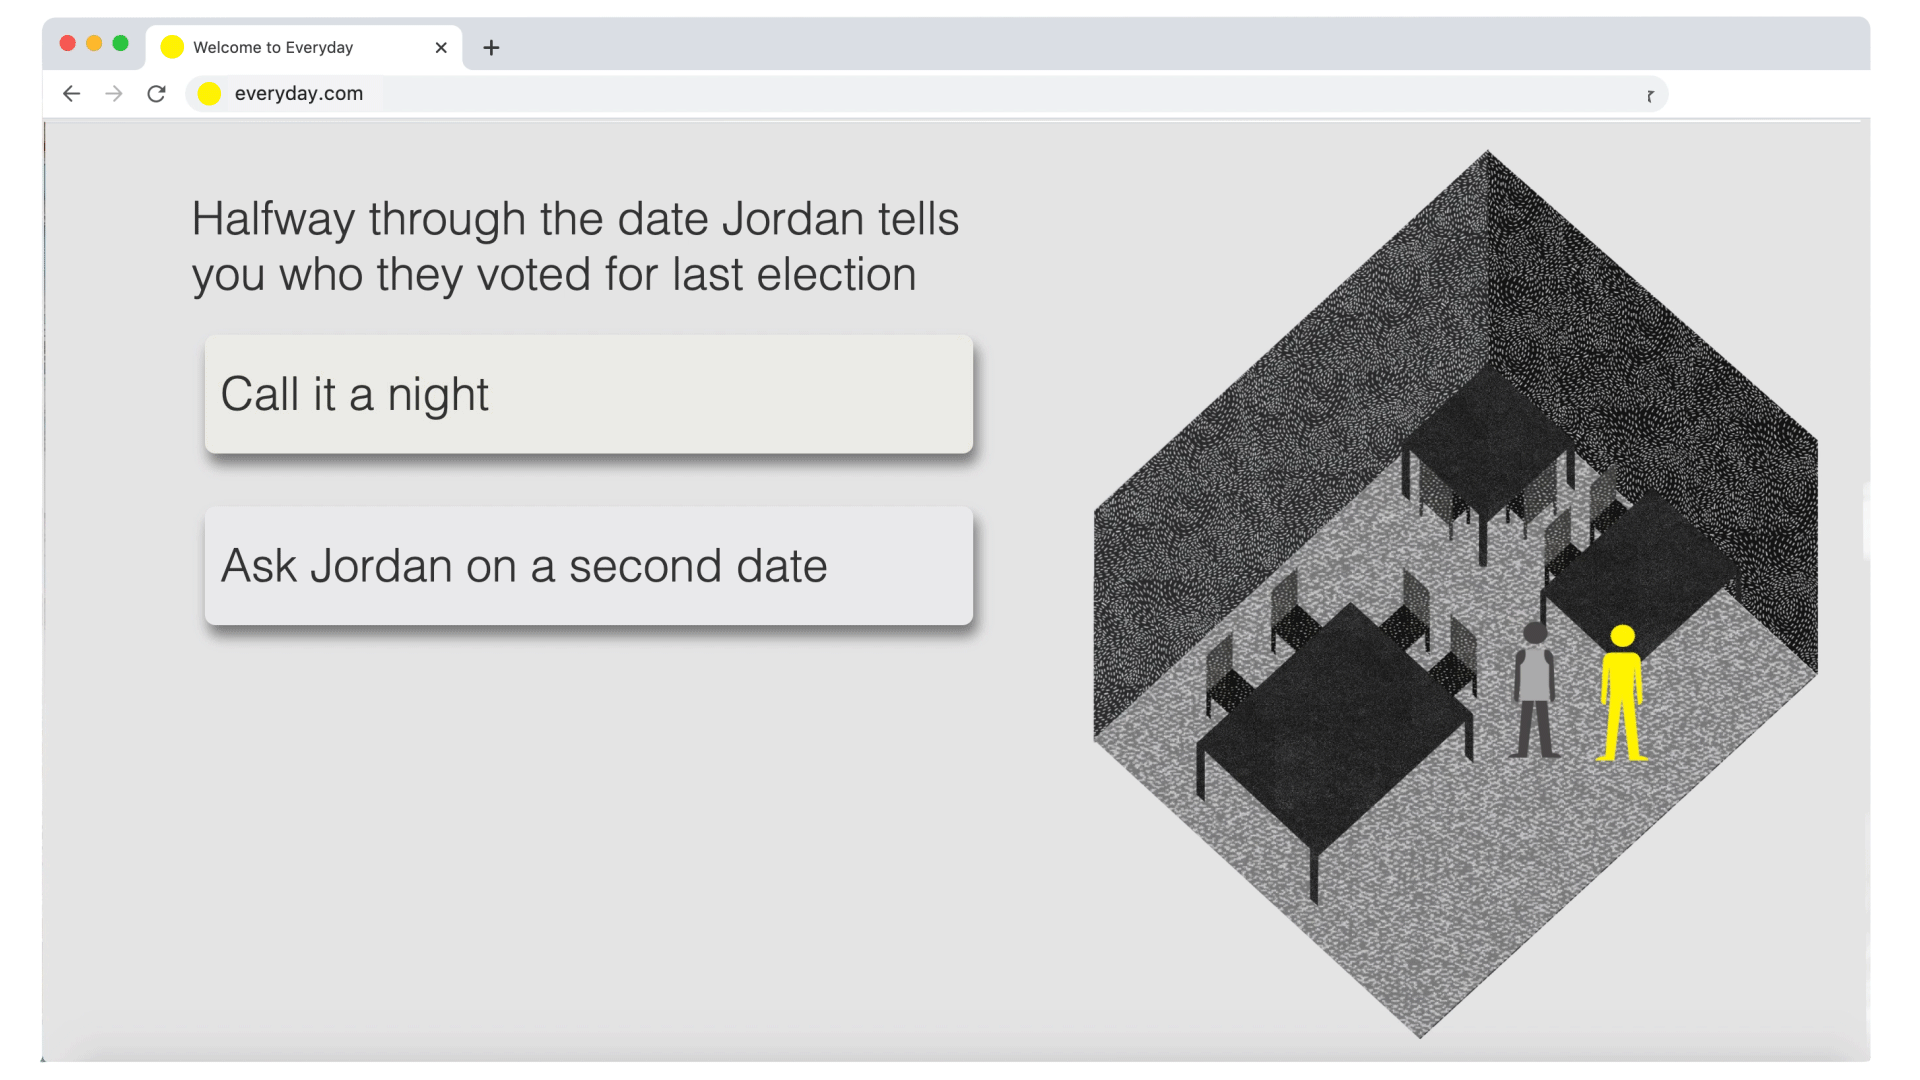 Welcome to Everyday
everyday.com
Halfway through the date Jordan tells
you who they voted for last election
Call it a night
Ask Jordan on a second date